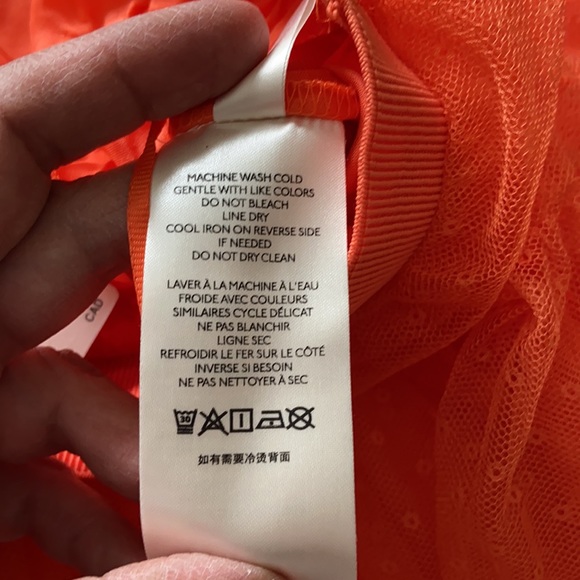 MACHINE WASH COLD
GENTLE WITH LIKE COLORS
DO NOT BLEACH
LINE DRY
COOL IRON ON REVERSE SIDE
IF NEEDED
DO NOT DRY CLEAN
LAVER À LA MACHINE À L'EAU
FROIDE AVEC COULEURS
SIMILAIRES CYCLE DÉLICAT
NE PAS BLANCHIR
LIGNE SEC
REFROIDIR LE FER SUR LE CÔTÉ
INVERSE SI BESOIN
NE PAS NETTOYER À SEC
30
如有需要冷烫背面
CAD